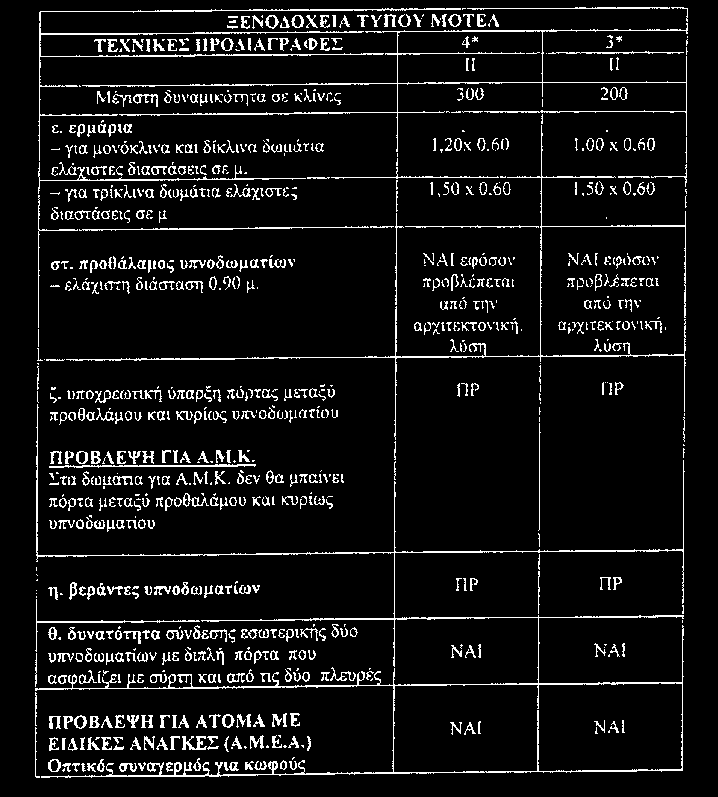 ΞΕΝΟΔΟΧΕΙΑ ΤΥΠΟΥ ΜΟΤΕΛ
ΤΕΧΝΙΚΕΣ ΠΡΟΔΙΑΓΡΑΦΕΣ 4* 3*
Π Π
Μέγιστη δυναμικότητα σε κλίνες 300 200
ε. ερμάρια
– για μονόκλινα και δίκλινα δωμάτια 1,20x 0.60 1.00 x 0.60
ελάχιστες διαστάσεις σε μ.
– για τρίκλινα δωμάτια ελάχιστες 1,50 x 0.60 1,50 x 0.60
διαστάσεις σε μ
στ. προθάλαμος υπνοδωματίων ΝΑΙ εφόσον ΝΑΙ εφόσον
– ελάχιστη διάσταση 0.90 μ. προβλέπεται προβλέπεται
από την από την
αρχιτεκτονική. αρχιτεκτονική.
λύση λύση
ζ. υποχρεωτική ύπαρξη πόρτας μεταξύ ΠΡ ΠΡ
προθαλάμου και κυρίως υπνοδωματίου
ΠΡΟΒΛΕΨΗ ΓΙΑ Α.Μ.Κ.
Στα δωμάτια για Α.Μ.Κ. δεν θα μπαίνει
πόρτα μεταξύ προθαλάμου και κυρίως
υπνοδωματίου
η. βεράντες υπνοδωματίων ΠΡ ΠΡ
θ. δυνατότητα σύνδεσης εσωτερικής δύο
υπνοδωματίων με διπλή πόρτα που ΝΑΙ ΝΑΙ
ασφαλίζει με σύρτη και από τις δύο πλευρές
ΠΡΟΒΛΕΨΗ ΓΙΑ ΑΤΟΜΑ ΜΕ ΝΑΙ ΝΑΙ
ΕΙΔΙΚΕΣ ΑΝΑΓΚΕΣ (Α.Μ.Ε.Α.)
Οπτικός συναγερμός για κωφούς